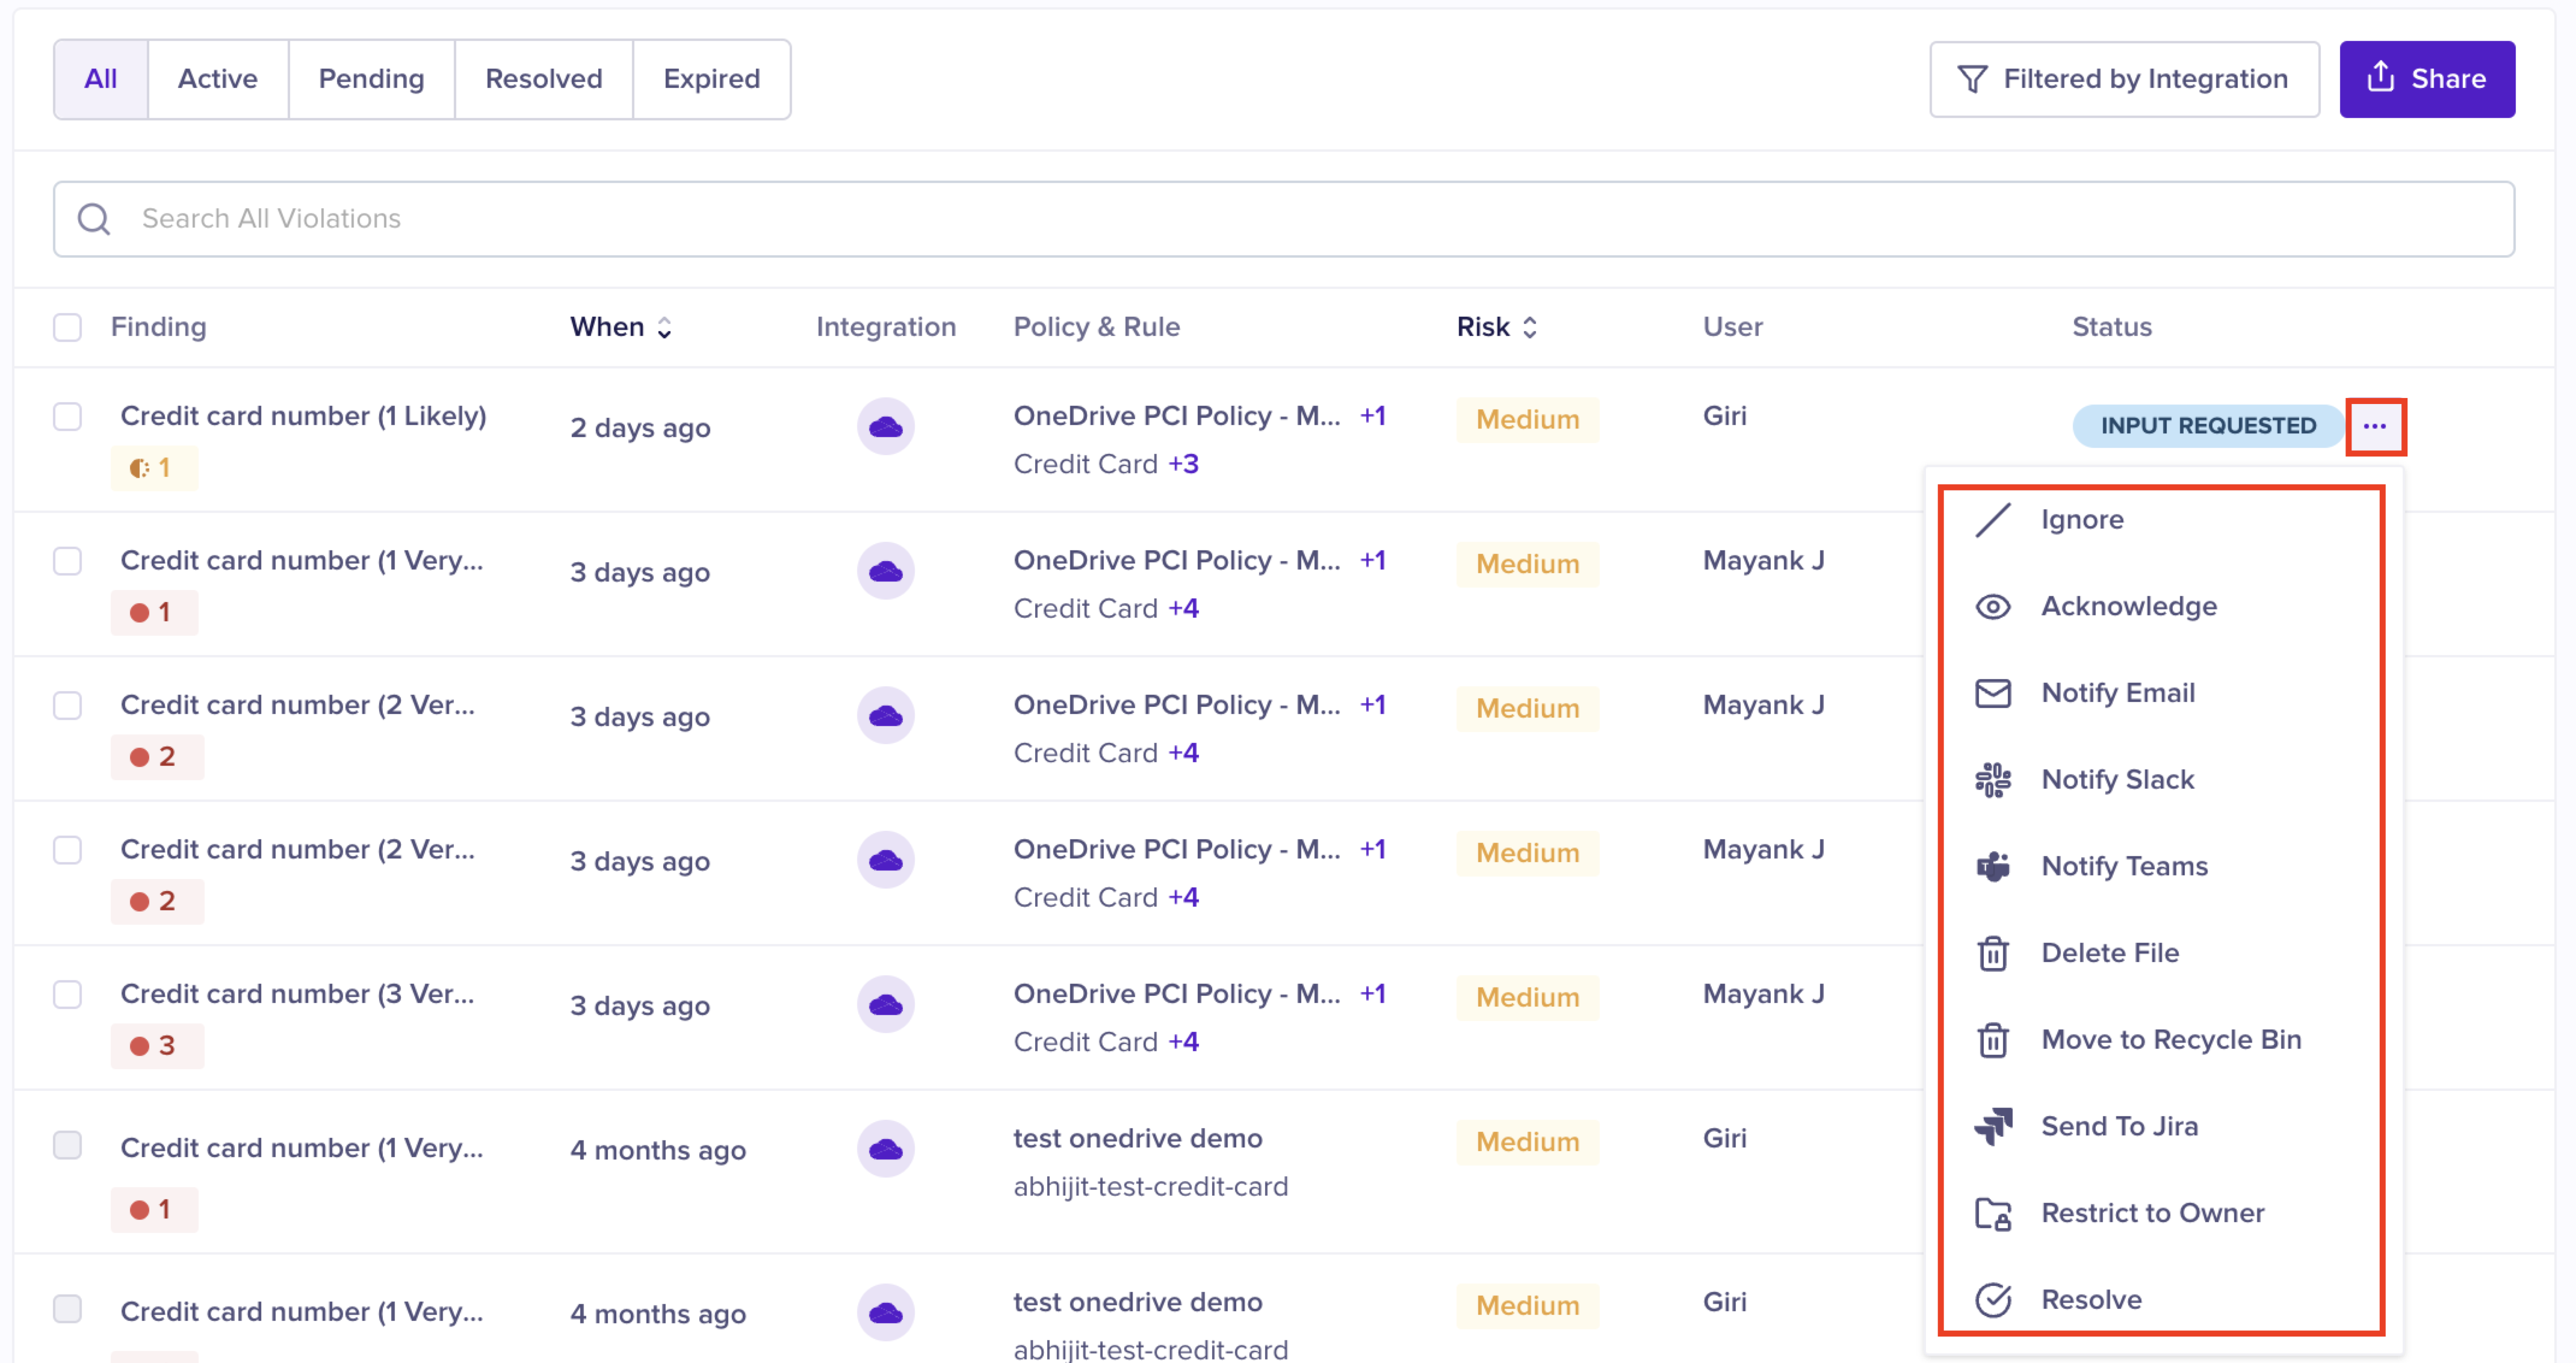 All Active Pending Resolved Expired Filtered by Integration Share
Search All Violations
Finding When Integration Policy & Rule Risk User Status
Credit card number (1 Likely) 2 days ago OneDrive PCI Policy - M... +1 Medium Giri INPUT REQUESTED
1 Credit Card +3
Ignore
Credit card number (1 Very... 3 days ago OneDrive PCI Policy - M... +1 Medium Mayank J
1 Credit Card +4
Acknowledge
Notify Email
Credit card number (2 Ver... 3 days ago OneDrive PCI Policy - M... +1 Medium Mayank J
2 Credit Card +4
Notify Slack
Credit card number (2 Ver... 3 days ago OneDrive PCI Policy - M... +1 Medium Mayank J
2 Credit Card +4
Notify Teams
Delete File
Credit card number (3 Ver... 3 days ago OneDrive PCI Policy - M... +1 Medium Mayank J
3 Credit Card +4
Move to Recycle Bin
Credit card number (1 Very... 4 months ago test onedrive demo Medium Giri
1 abhijit-test-credit-card
Send To Jira
Restrict to Owner
Credit card number (1 Very... 4 months ago test onedrive demo Medium Giri
abhijit-test-credit-card
Resolve